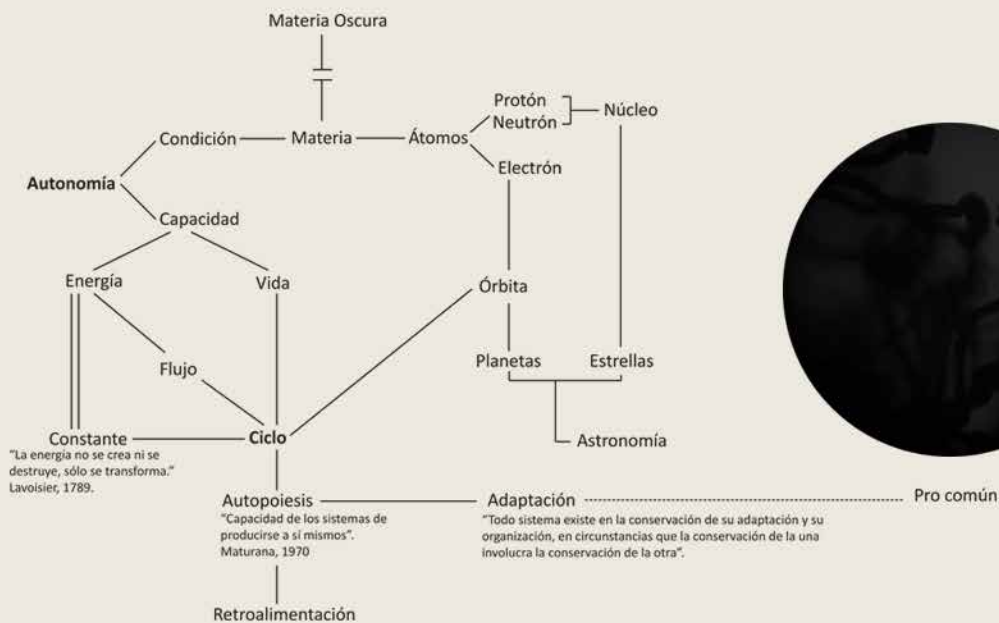 Materia Oscura
Protón
Neutrón
Núcleo
Condición
Materia
Átomos
Electrón
Autonomía
Capacidad
Energía
Vida
Órbita
Flujo
Planetas
Estrellas
Constante
"La energía no se crea ni se
destruye, sólo se transforma."
Lavoisier, 1789.
Ciclo
Astronomía
Autopoiesis
"Capacidad de los sistemas de
producirse a sí mismos".
Maturana, 1970
Adaptación
"Todo sistema existe en la conservación de su adaptación y su
organización, en circunstancias que la conservación de la una
involucra la conservación de la otra".
Pro común
Retroalimentación